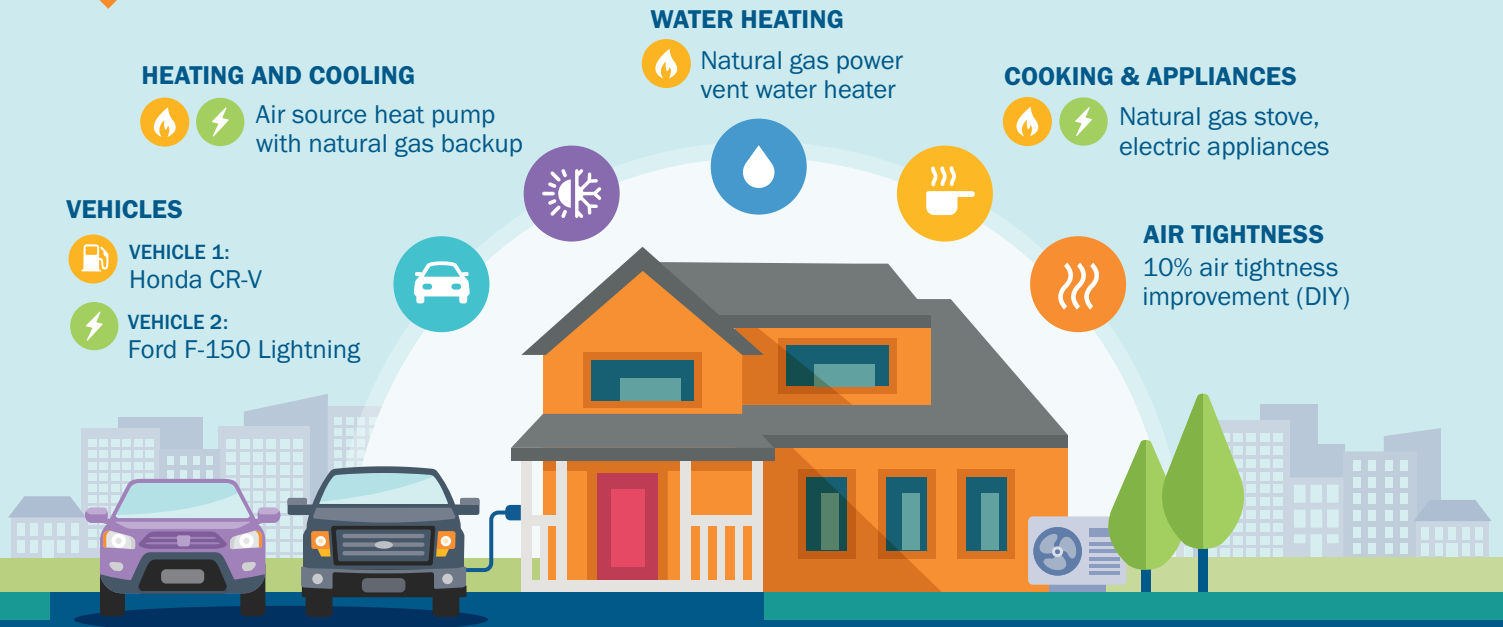 WATER HEATING
Natural gas power
vent water heater
HEATING AND COOLING
Air source heat pump
with natural gas backup
COOKING & APPLIANCES
Natural gas stove,
electric appliances
VEHICLES
VEHICLE 1:
Honda CR-V
VEHICLE 2:
Ford F-150 Lightning
AIR TIGHTNESS
10% air tightness
improvement (DIY)